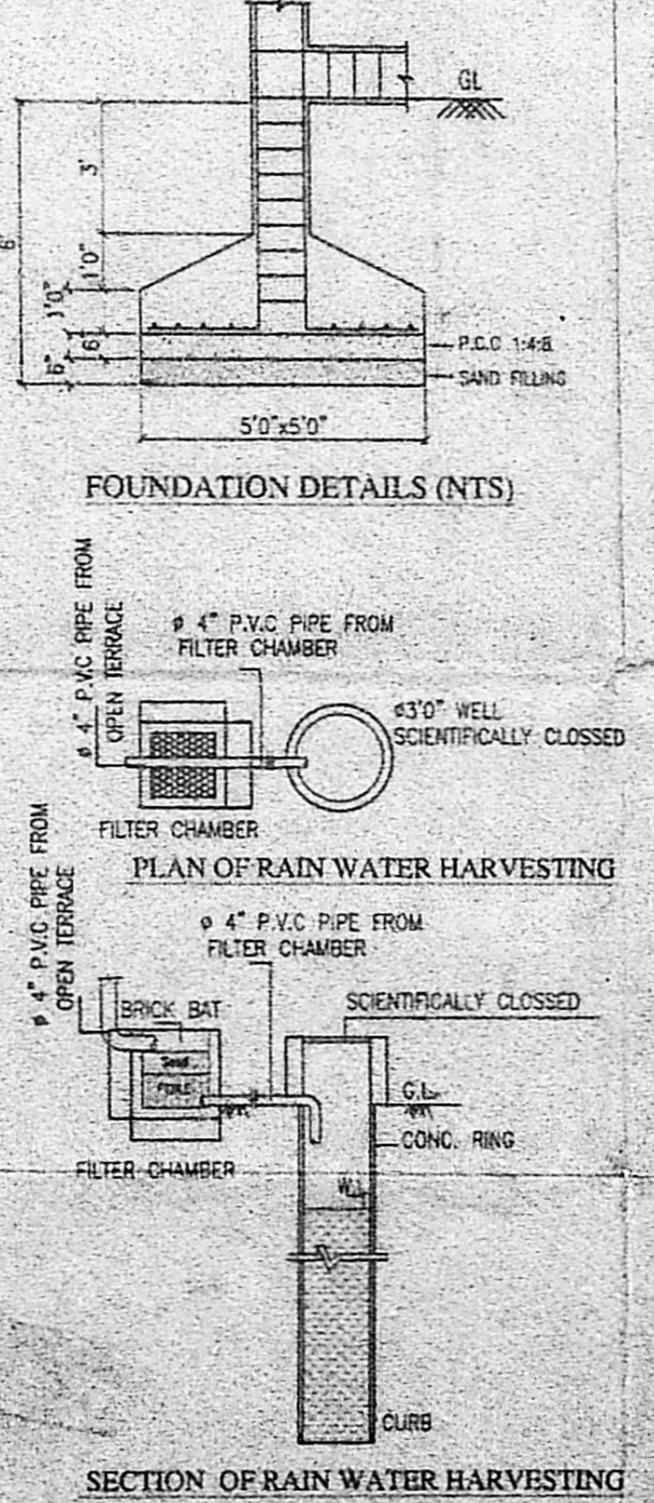 GL
3'
6'
1'0"
1'0"
6"
6"
P.C.C 1:4:8
SAND FILLING
5'0"x5'0"
FOUNDATION DETAILS (NTS)
ø 4" P.V.C PIPE FROM
OPEN TERRACE
ø 4" P.V.C PIPE FROM
FILTER CHAMBER
ø3'0" WELL
SCIENTIFICALLY CLOSSED
FILTER CHAMBER
PLAN OF RAIN WATER HARVESTING
ø 4" P.V.C PIPE FROM
OPEN TERRACE
ø 4" P.V.C PIPE FROM
FILTER CHAMBER
BRICK BAT
SCIENTIFICALLY CLOSSED
Sand
G.L.
CONC. RING
FILTER CHAMBER
W.L
CURB
SECTION OF RAIN WATER HARVESTING